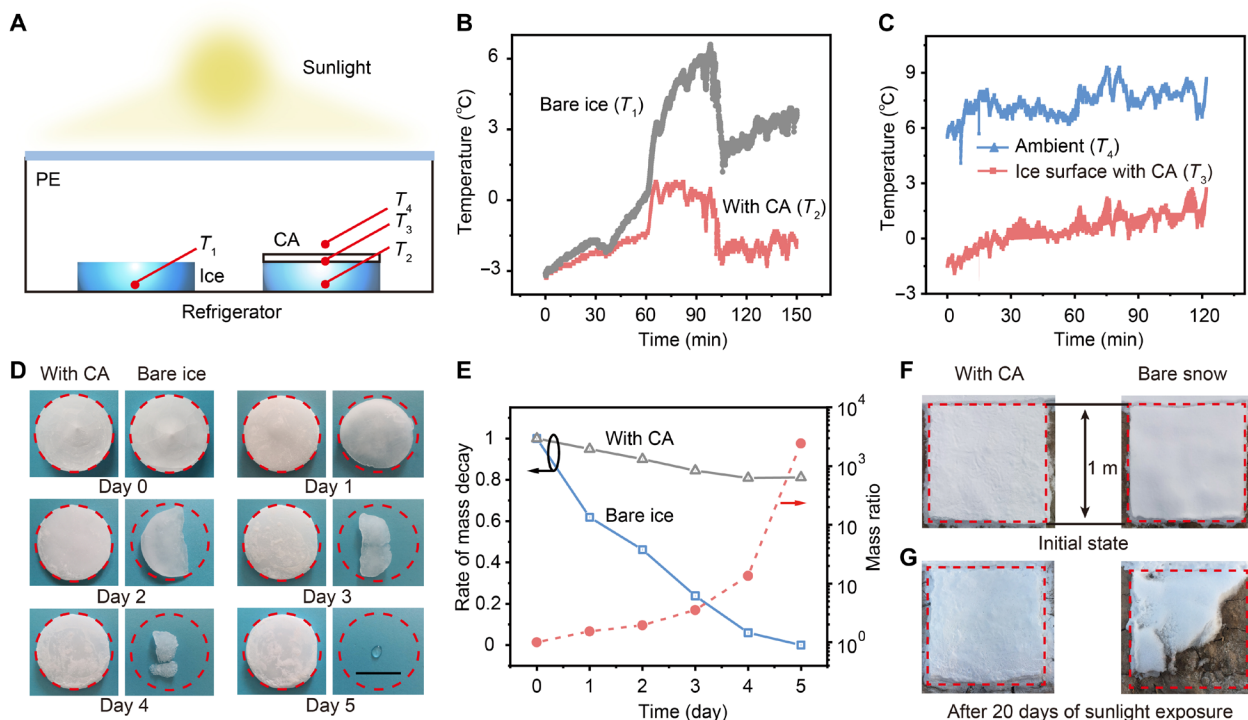 A
Sunlight
PE
T4
T3
CA
T1
T2
Ice
Refrigerator
B
Temperature (°C)
6
3
0
−3
Bare ice (T1)
With CA (T2)
0 30 60 90 120 150
Time (min)
C
Temperature (°C)
9
6
3
0
−3
Ambient (T4)
Ice surface with CA (T3)
0 30 60 90 120
Time (min)
D
With CA Bare ice
Day 0 Day 1
Day 2 Day 3
Day 4 Day 5
E
Rate of mass decay
1
0.8
0.6
0.4
0.2
0
With CA
Bare ice
10^4
10^3
10^2
10^1
10^0
Mass ratio
0 1 2 3 4 5
Time (day)
F
With CA Bare snow
1 m
Initial state
G
After 20 days of sunlight exposure